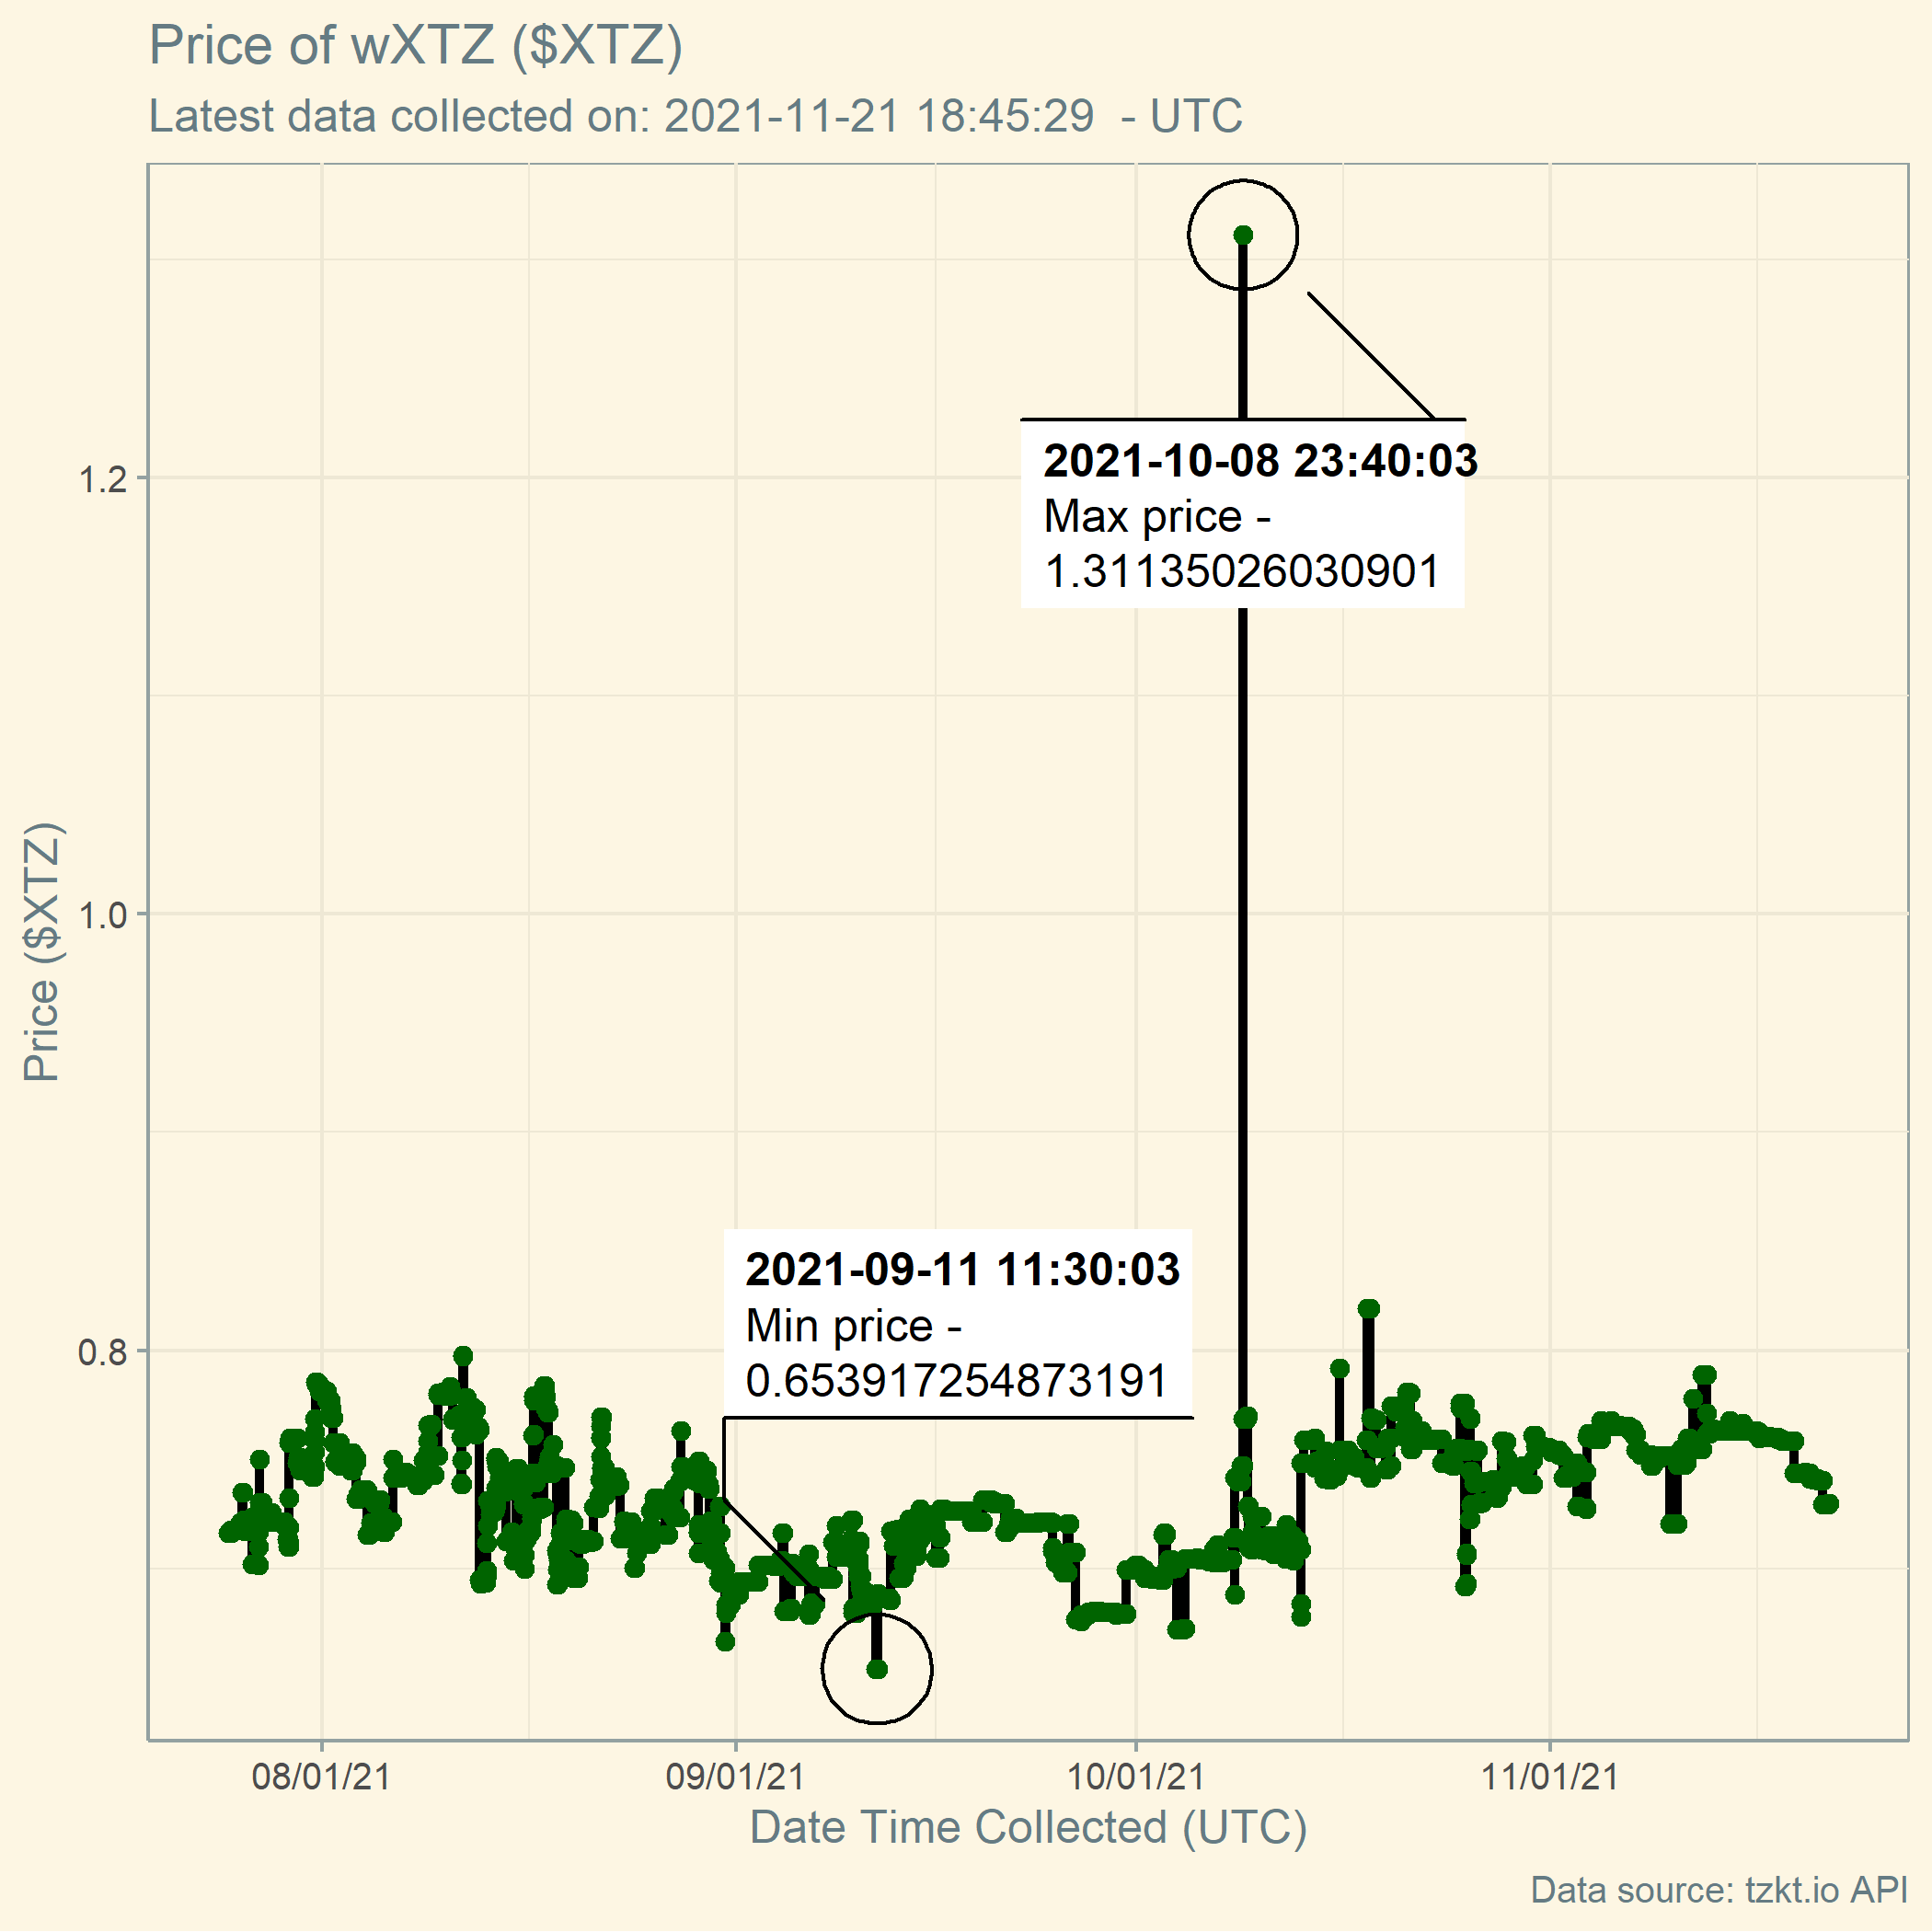 Price of wXTZ ($XTZ)
Latest data collected on: 2021-11-21 18:45:29  - UTC
2021-10-08 23:40:03
Max price -
1.31135026030901
1.2
1.0
0.8
Price ($XTZ)
2021-09-11 11:30:03
Min price -
0.653917254873191
08/01/21
09/01/21
10/01/21
11/01/21
Date Time Collected (UTC)
Data source: tzkt.io API